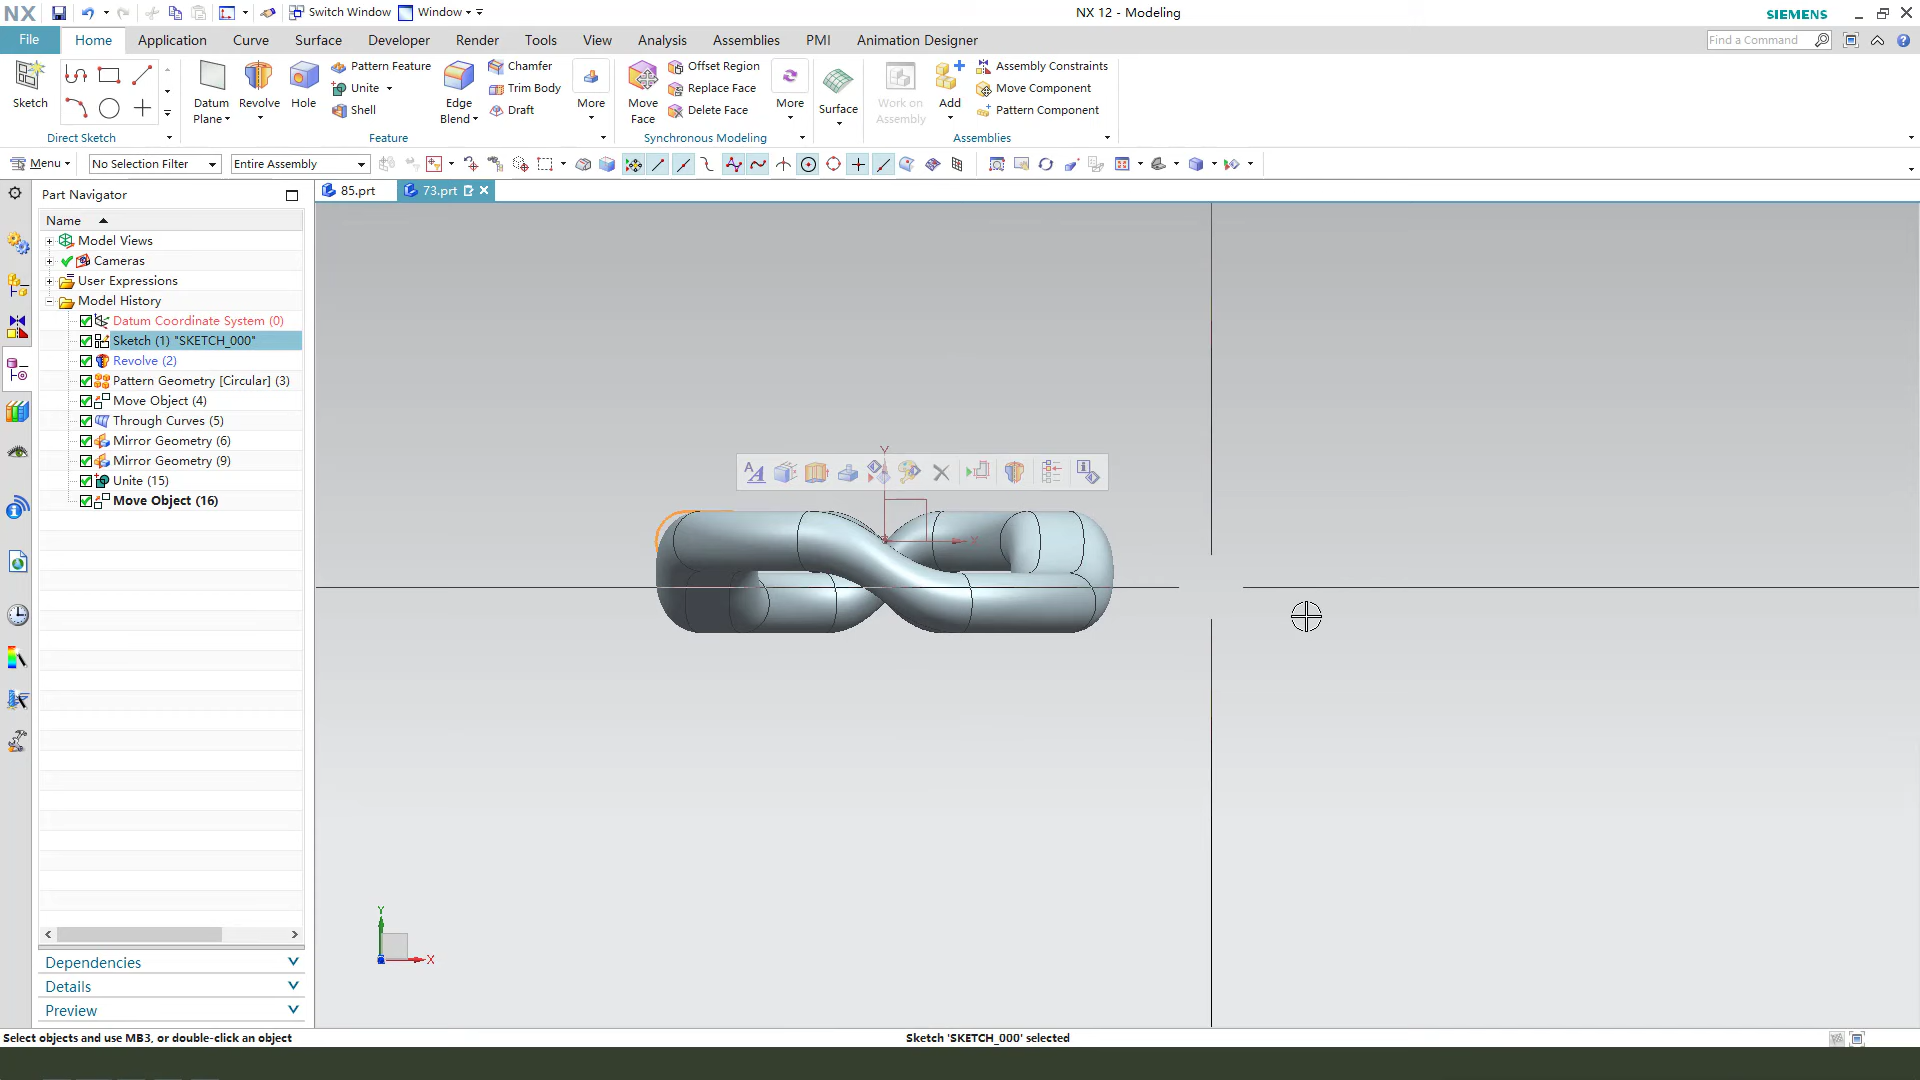 NX
Switch Window
Window
NX 12 - Modeling
SIEMENS
File
Home
Application
Curve
Surface
Developer
Render
Tools
View
Analysis
Assemblies
PMI
Animation Designer
Find a Command
Sketch
Direct Sketch
Datum
Plane
Revolve
Hole
Pattern Feature
Unite
Shell
Edge
Blend
Chamfer
Trim Body
Draft
More
Feature
Move
Face
Offset Region
Replace Face
Delete Face
More
Synchronous Modeling
Surface
Work on
Assembly
Add
Assembly Constraints
Move Component
Pattern Component
Assemblies
Menu
No Selection Filter
Entire Assembly
Part Navigator
85.prt
73.prt
Name
Model Views
Cameras
User Expressions
Model History
Datum Coordinate System (0)
Sketch (1) "SKETCH_000"
Revolve (2)
Pattern Geometry [Circular] (3)
Move Object (4)
Through Curves (5)
Mirror Geometry (6)
Mirror Geometry (9)
Unite (15)
Move Object (16)
Y
Y
X
Dependencies
Details
Preview
Select objects and use MB3, or double-click an object
Sketch 'SKETCH_000' selected